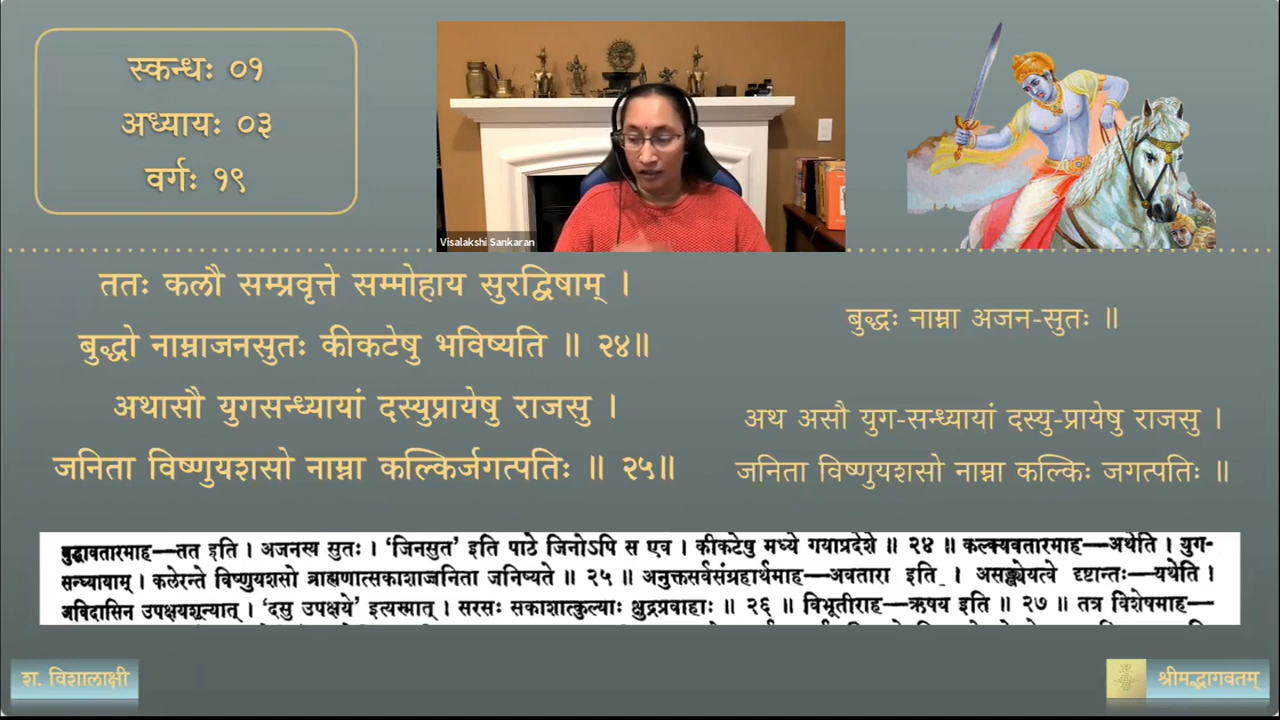 स्कन्धः ०१
अध्यायः ०३
वर्गः १९
Visalakshi Sankaran
ततः कलौ सम्प्रवृत्ते सम्मोहाय सुरद्विषाम् ।
बुद्धो नाम्नाजनसुतः कीकटेषु भविष्यति ॥ २४॥
अथासौ युगसन्ध्यायां दस्युप्रायेषु राजसु ।
जनिता विष्णुयशसो नाम्ना कल्किर्जगत्पतिः ॥ २५॥
बुद्धः नाम्ना अजन-सुतः ॥
अथ असौ युग-सन्ध्यायां दस्यु-प्रायेषु राजसु ।
जनिता विष्णुयशसो नाम्ना कल्किः जगत्पतिः ॥
बुद्धावतारमाह—तत इति । अजनस्य सुतः । 'जिनसुत' इति पाठे जिनोऽपि स एव । कीकटेषु मध्ये गयाप्रदेशे ॥ २४ ॥ कल्क्यवतारमाह—अथेति । युग-
सन्ध्यायाम् । कलेरन्ते विष्णुयशसो ब्राह्मणात्सकाशाज्जनिता जनिष्यते ॥ २५ ॥ अनुक्तसर्वसंग्रहार्थमाह—अवतारा इति । असङ्ख्येयत्वे दृष्टान्तः—यथेति ।
अविदासिन उपक्षयशून्यात् । 'दसु उपक्षये' इत्यस्मात् । सरसः सकाशात्कुल्याः क्षुद्रप्रवाहाः ॥ २६ ॥ विभूतीराह—ऋषय इति ॥ २७ ॥ तत्र विशेषमाह—
श. विशालाक्षी
श्रीमद्भागवतम्